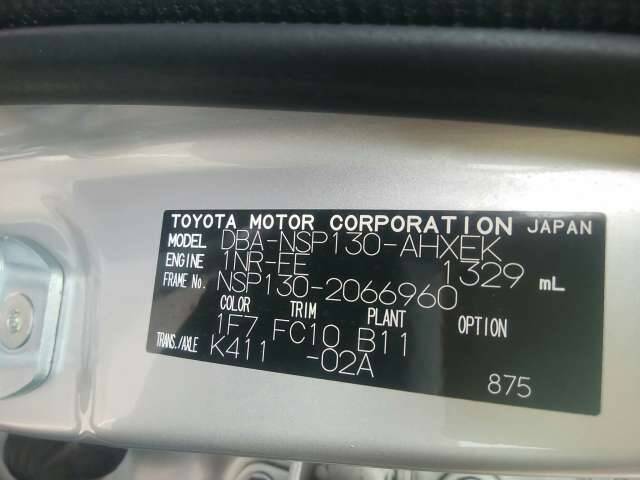 TOYOTA MOTOR CORPORATION JAPAN
MODEL DBA-NSP130-AHXEK
ENGINE 1NR-FE 1329 mL
FRAME No. NSP130-2066960
COLOR TRIM PLANT OPTION
1F7 FC10 B11
TRANS./AXLE K411 -02A
875